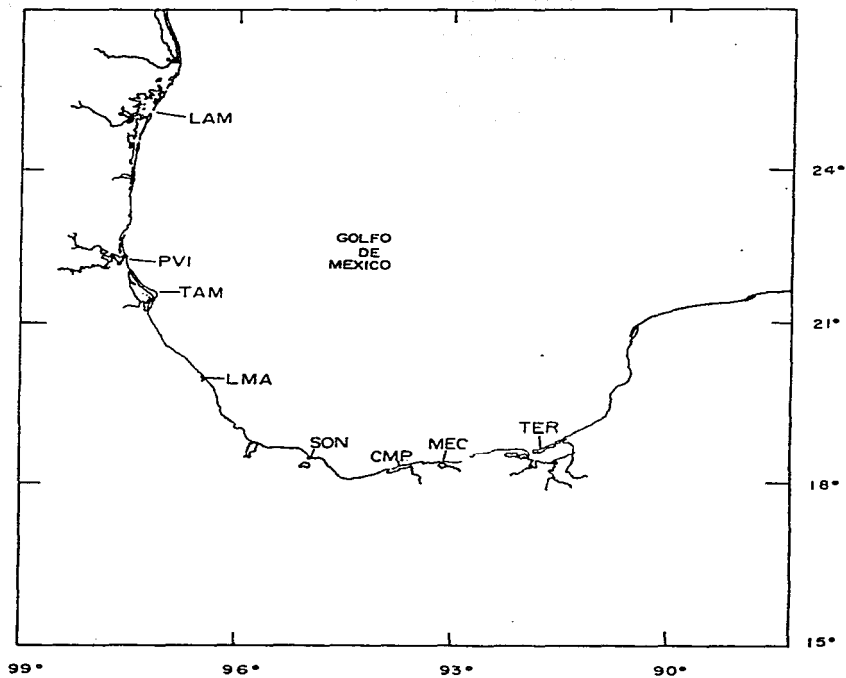 LAM
24°
GOLFO
DE
MEXICO
PVI
TAM
21°
LMA
TER
SON
CMP
MEC
18°
15°
99°
96°
93°
90°